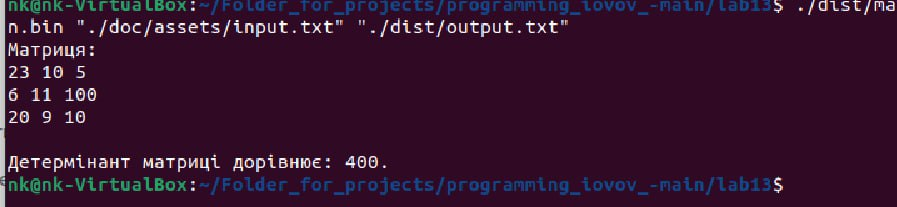 nk@nk-VirtualBox:~/Folder_for_projects/programming_iovov_-main/lab13$ ./dist/ma
n.bin "./doc/assets/input.txt" "./dist/output.txt"
Матриця:
23 10 5
6 11 100
20 9 10
Детермінант матриці дорівнює: 400.
nk@nk-VirtualBox:~/Folder_for_projects/programming_iovov_-main/lab13$